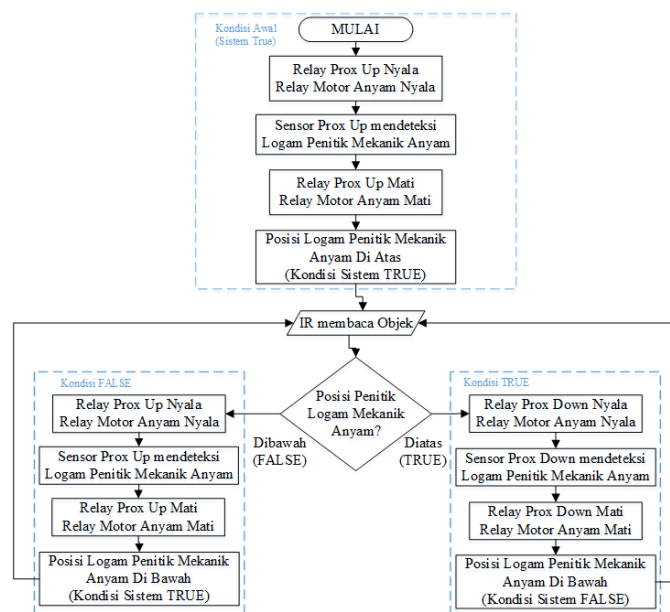 Kondisi Awal
(Sistem True)
MULAI
Relay Prox Up Nyala
Relay Motor Anyam Nyala
Sensor Prox Up mendeteksi
Logam Penitik Mekanik Anyam
Relay Prox Up Mati
Relay Motor Anyam Mati
Posisi Logam Penitik Mekanik
Anyam Di Atas
(Kondisi Sistem TRUE)
IR membaca Objek
Posisi Penitik
Logam Mekanik
Anyam?
Dibawah
(FALSE)
Diatas
(TRUE)
Kondisi FALSE
Relay Prox Up Nyala
Relay Motor Anyam Nyala
Sensor Prox Up mendeteksi
Logam Penitik Mekanik Anyam
Relay Prox Up Mati
Relay Motor Anyam Mati
Posisi Logam Penitik Mekanik
Anyam Di Bawah
(Kondisi Sistem TRUE)
Kondisi TRUE
Relay Prox Down Nyala
Relay Motor Anyam Nyala
Sensor Prox Down mendeteksi
Logam Penitik Mekanik Anyam
Relay Prox Down Mati
Relay Motor Anyam Mati
Posisi Logam Penitik Mekanik
Anyam Di Bawah
(Kondisi Sistem FALSE)